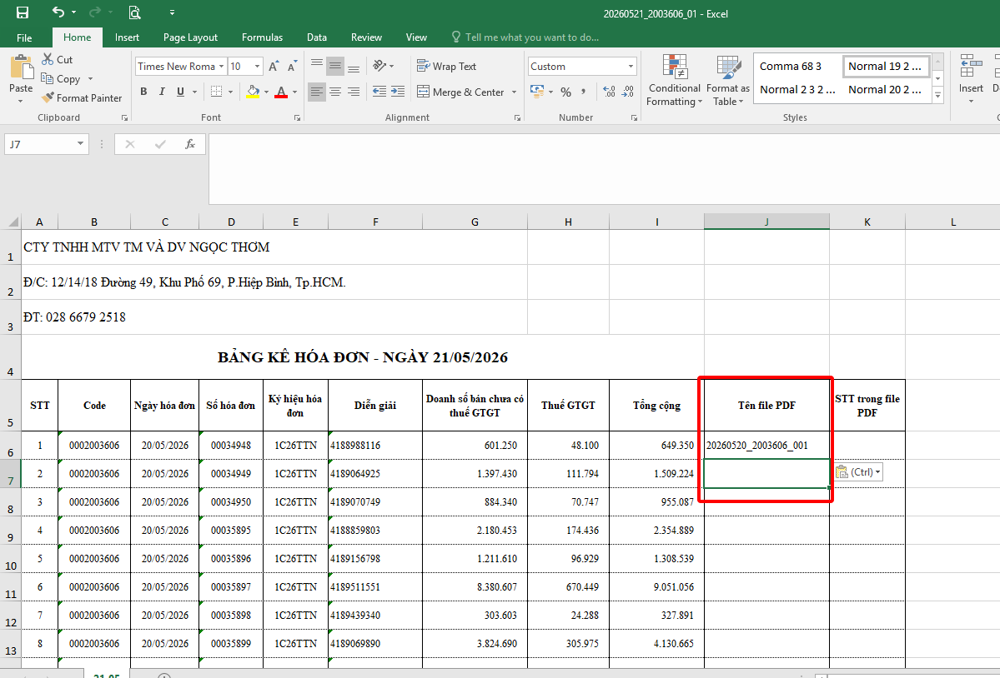 20260521_2003606_01 - Excel
File Home Insert Page Layout Formulas Data Review View Tell me what you want to do...
Paste
Cut
Copy
Format Painter
Clipboard
Times New Roma 10
B I U
Font
Wrap Text
Merge & Center
Alignment
Custom
Number
Conditional Formatting
Format as Table
Comma 68 3 Normal 19 2 ...
Normal 2 3 2 ... Normal 20 2 ...
Styles
Insert
J7
fx
A B C D E F G H I J K L
1 CTY TNHH MTV TM VÀ DV NGỌC THƠM
2 Đ/C: 12/14/18 Đường 49, Khu Phố 69, P.Hiệp Bình, Tp.HCM.
3 ĐT: 028 6679 2518
4 BẢNG KÊ HÓA ĐƠN - NGÀY 21/05/2026
5 STT Code Ngày hóa đơn Số hóa đơn Ký hiệu hóa đơn Diễn giải Doanh số bán chưa có thuế GTGT Thuế GTGT Tổng cộng Tên file PDF STT trong file PDF
6 1 0002003606 20/05/2026 00034948 1C26TTN 4188988116 601.250 48.100 649.350 20260520_2003606_001
7 2 0002003606 20/05/2026 00034949 1C26TTN 4189064925 1.397.430 111.794 1.509.224 (Ctrl)
8 3 0002003606 20/05/2026 00034950 1C26TTN 4189070749 884.340 70.747 955.087
9 4 0002003606 20/05/2026 00035895 1C26TTN 4188859803 2.180.453 174.436 2.354.889
10 5 0002003606 20/05/2026 00035896 1C26TTN 4189156798 1.211.610 96.929 1.308.539
11 6 0002003606 20/05/2026 00035897 1C26TTN 4189511551 8.380.607 670.449 9.051.056
12 7 0002003606 20/05/2026 00035898 1C26TTN 4189439340 303.603 24.288 327.891
13 8 0002003606 20/05/2026 00035899 1C26TTN 4189069890 3.824.690 305.975 4.130.665